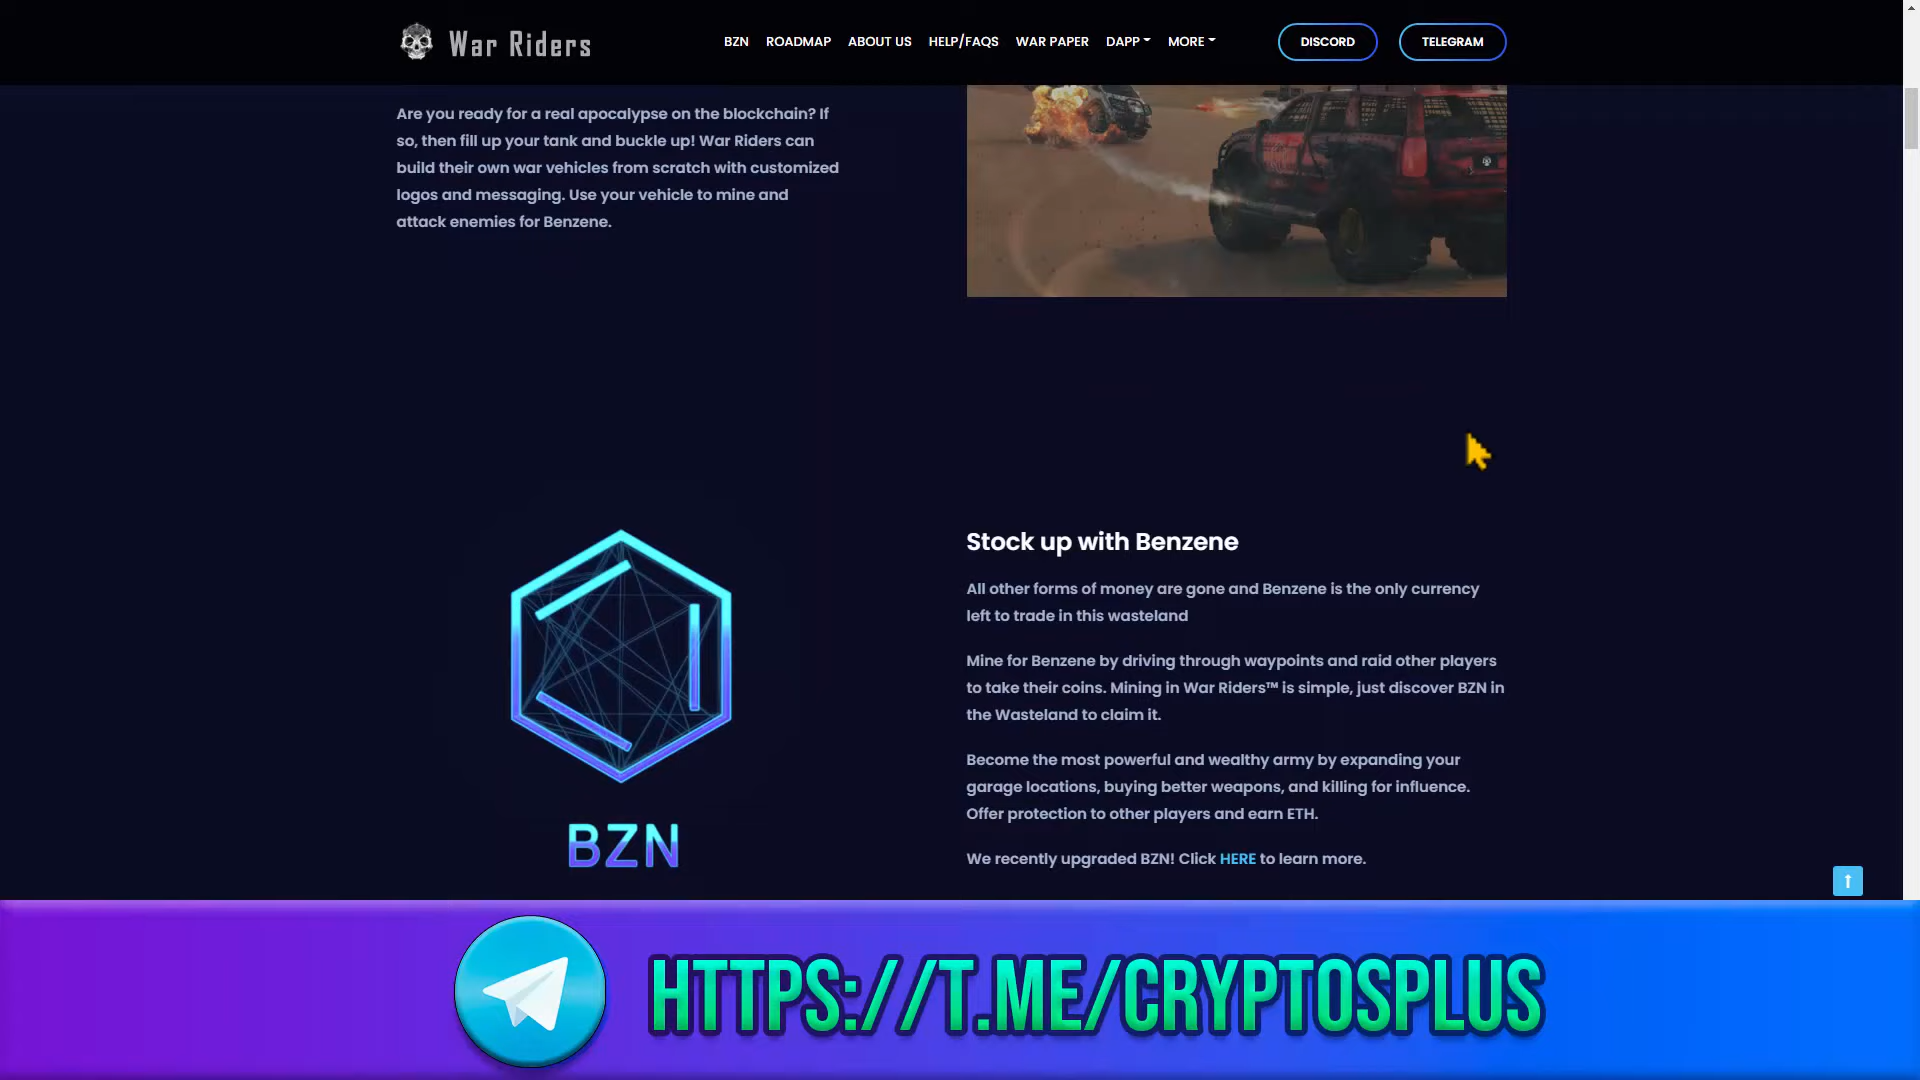 War Riders
BZN ROADMAP ABOUT US HELP/FAQS WAR PAPER DAPP MORE DISCORD TELEGRAM
Are you ready for a real apocalypse on the blockchain? If
so, then fill up your tank and buckle up! War Riders can
build their own war vehicles from scratch with customized
logos and messaging. Use your vehicle to mine and
attack enemies for Benzene.
BZN
Stock up with Benzene
All other forms of money are gone and Benzene is the only currency
left to trade in this wasteland
Mine for Benzene by driving through waypoints and raid other players
to take their coins. Mining in War Riders™ is simple, just discover BZN in
the Wasteland to claim it.
Become the most powerful and wealthy army by expanding your
garage locations, buying better weapons, and killing for influence.
Offer protection to other players and earn ETH.
We recently upgraded BZN! Click HERE to learn more.
HTTPS://T.ME/CRYPTOSPLUS